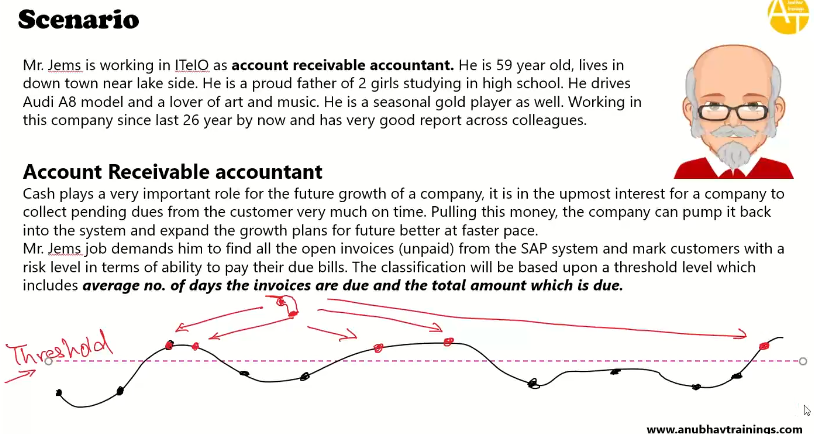 Scenario
Mr. Jems is working in ITelO as account receivable accountant. He is 59 year old, lives in
down town near lake side. He is a proud father of 2 girls studying in high school. He drives
Audi A8 model and a lover of art and music. He is a seasonal gold player as well. Working in
this company since last 26 year by now and has very good report across colleagues.
Account Receivable accountant
Cash plays a very important role for the future growth of a company, it is in the upmost interest for a company to
collect pending dues from the customer very much on time. Pulling this money, the company can pump it back
into the system and expand the growth plans for future better at faster pace.
Mr. Jems job demands him to find all the open invoices (unpaid) from the SAP system and mark customers with a
risk level in terms of ability to pay their due bills. The classification will be based upon a threshold level which
includes average no. of days the invoices are due and the total amount which is due.
Threshold
www.anubhavtrainings.com